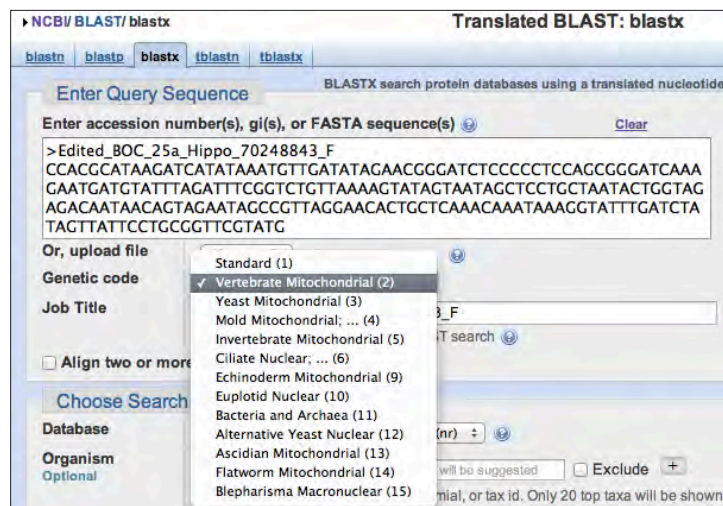 NCBI/ BLAST/ blastx
Translated BLAST: blastx
blastn blastp blastx tblastn tblastx
BLASTX search protein databases using a translated nucleotide
Enter Query Sequence
Enter accession number(s), gi(s), or FASTA sequence(s)
Clear
>Edited_BOC_25a_Hippo_70248843_F
CCACGCATAAGATCATATAAATGTTGATATAGAACGGGATCTCCCCCTCCAGCGGGATCAAA
GAATGATGTATTTAGATTTCGGTCTGTTAAAAGTATAGTAATAGCTCCTGCTAATACTGGTAG
AGACAATAACAGTAGAATAGCCGTTAGGAACACTGCTCAAACAAATAAAGGTATTTGATCTA
TAGTTATTCCTGCGGTTCGTATG
Or, upload file
Genetic code
Standard (1)
✓ Vertebrate Mitochondrial (2)
Yeast Mitochondrial (3)
Mold Mitochondrial; ... (4)
Invertebrate Mitochondrial (5)
Ciliate Nuclear; ... (6)
Echinoderm Mitochondrial (9)
Euplotid Nuclear (10)
Bacteria and Archaea (11)
Alternative Yeast Nuclear (12)
Ascidian Mitochondrial (13)
Flatworm Mitochondrial (14)
Blepharisma Macronuclear (15)
Job Title
_F
search
Align two or more
Choose Search
Database
(nr)
Organism
Optional
will be suggested
Exclude +
or tax id. Only 20 top taxa will be shown